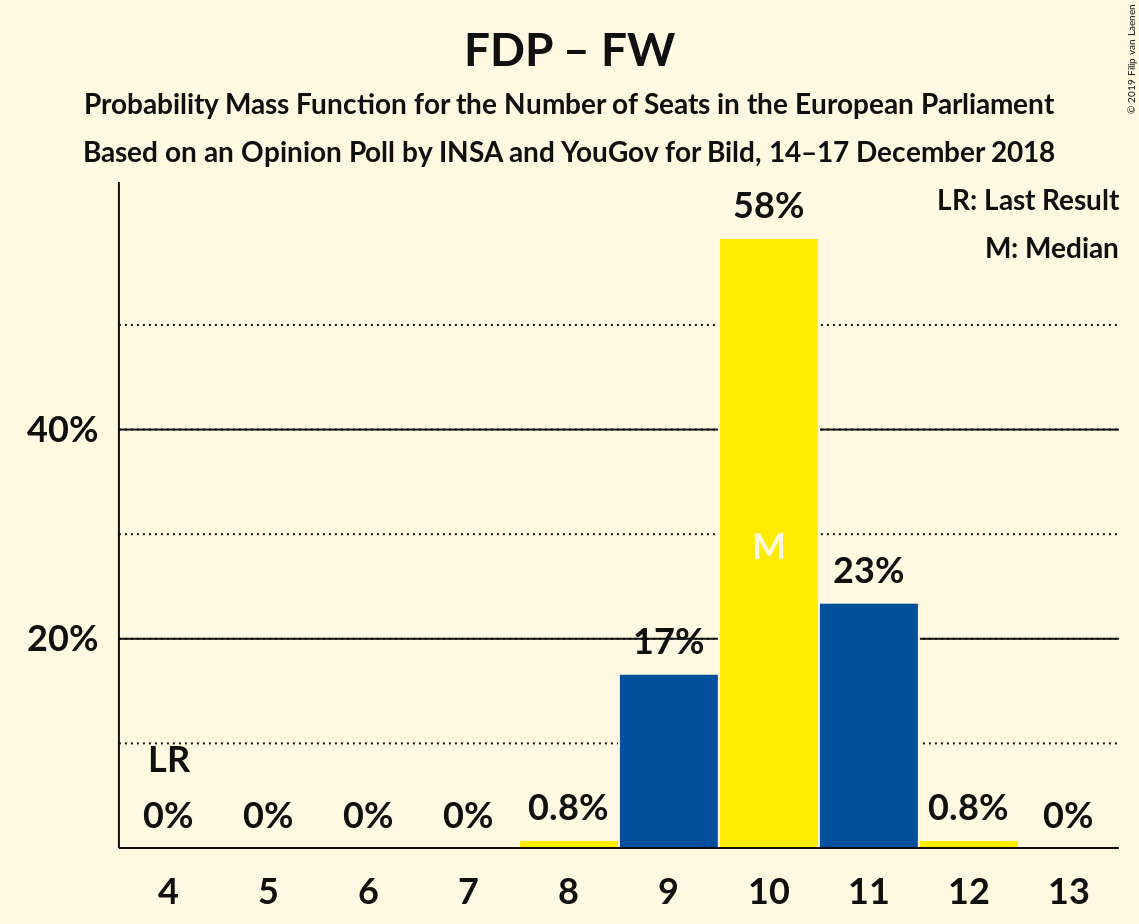 FDP – FW
Probability Mass Function for the Number of Seats in the European Parliament
Based on an Opinion Poll by INSA and YouGov for Bild, 14–17 December 2018
© 2019 Filip van Laenen
LR: Last Result
M: Median
58%
40%
M
23%
20%
17%
LR
0%
0%
0%
0%
0.8%
0.8%
0%
4 5 6 7 8 9 10 11 12 13